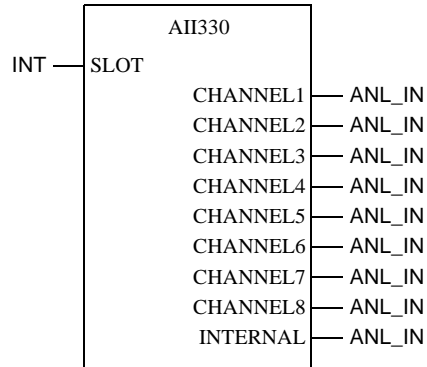 AII330
INT SLOT
CHANNEL1 ANL_IN
CHANNEL2 ANL_IN
CHANNEL3 ANL_IN
CHANNEL4 ANL_IN
CHANNEL5 ANL_IN
CHANNEL6 ANL_IN
CHANNEL7 ANL_IN
CHANNEL8 ANL_IN
INTERNAL ANL_IN